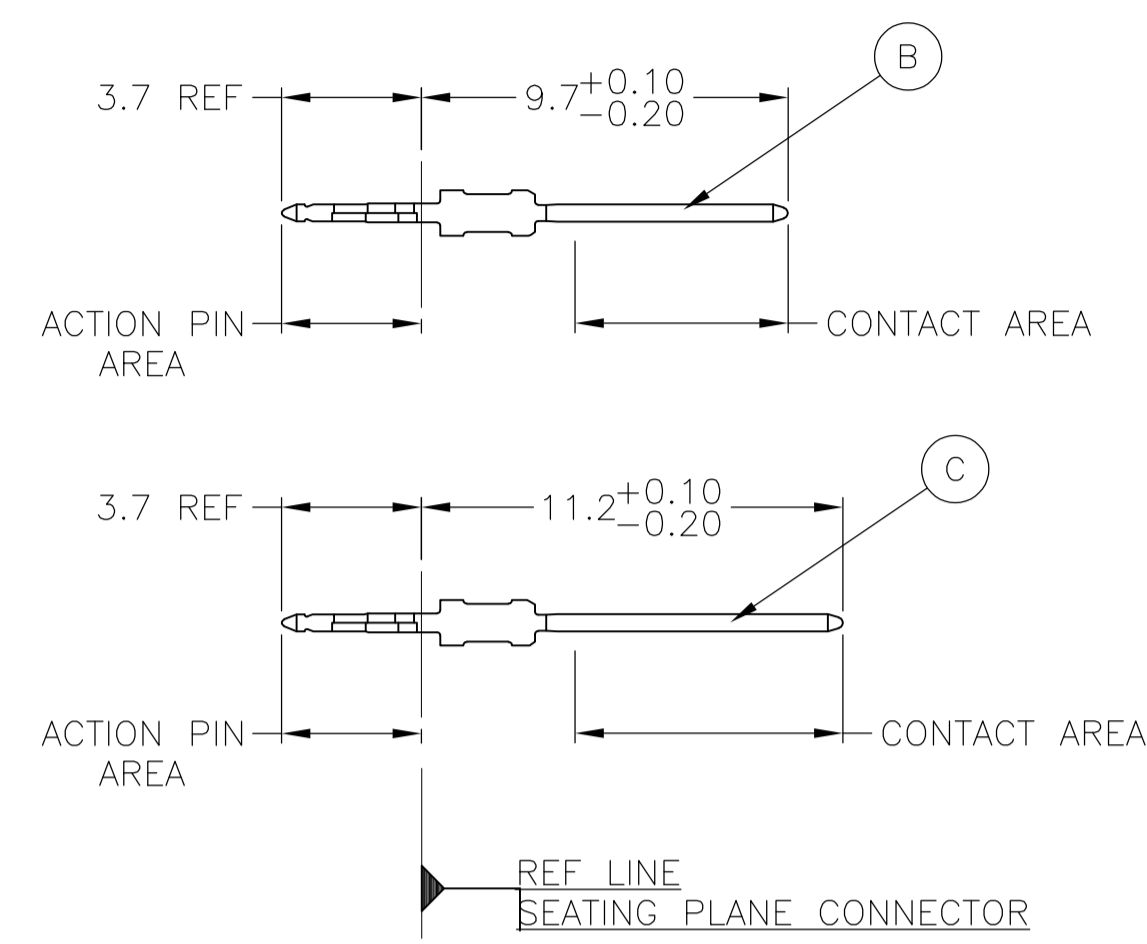 B
3.7 REF
9.7 +0.10 -0.20
ACTION PIN AREA
CONTACT AREA
C
3.7 REF
11.2 +0.10 -0.20
ACTION PIN AREA
CONTACT AREA
REF LINE
SEATING PLANE CONNECTOR